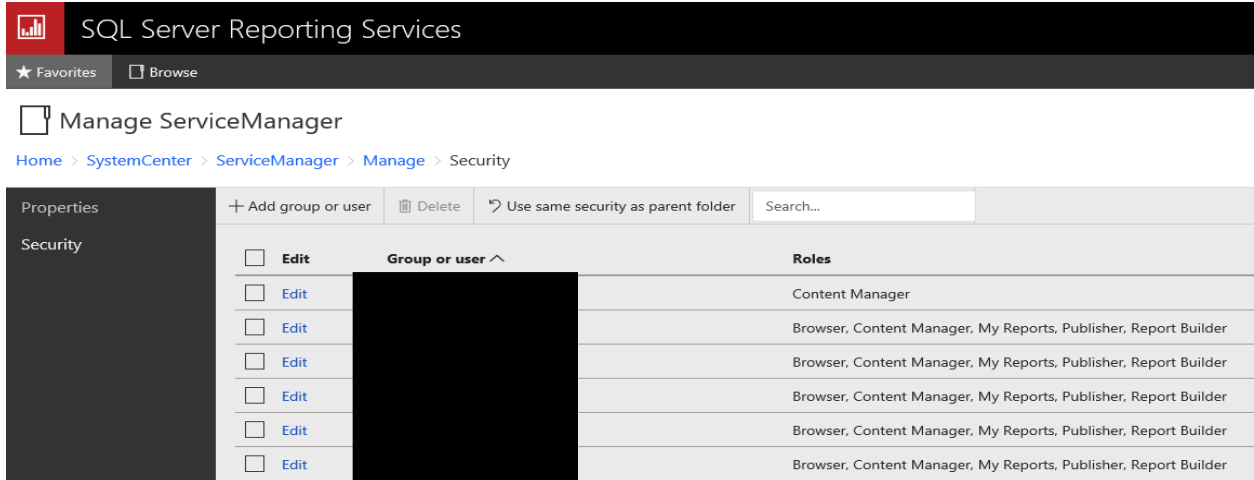 SQL Server Reporting Services
Favorites Browse
Manage ServiceManager
Home > SystemCenter > ServiceManager > Manage > Security
Properties
+ Add group or user Delete Use same security as parent folder Search...
Security
Edit Group or user Roles
Edit Content Manager
Edit Browser, Content Manager, My Reports, Publisher, Report Builder
Edit Browser, Content Manager, My Reports, Publisher, Report Builder
Edit Browser, Content Manager, My Reports, Publisher, Report Builder
Edit Browser, Content Manager, My Reports, Publisher, Report Builder
Edit Browser, Content Manager, My Reports, Publisher, Report Builder